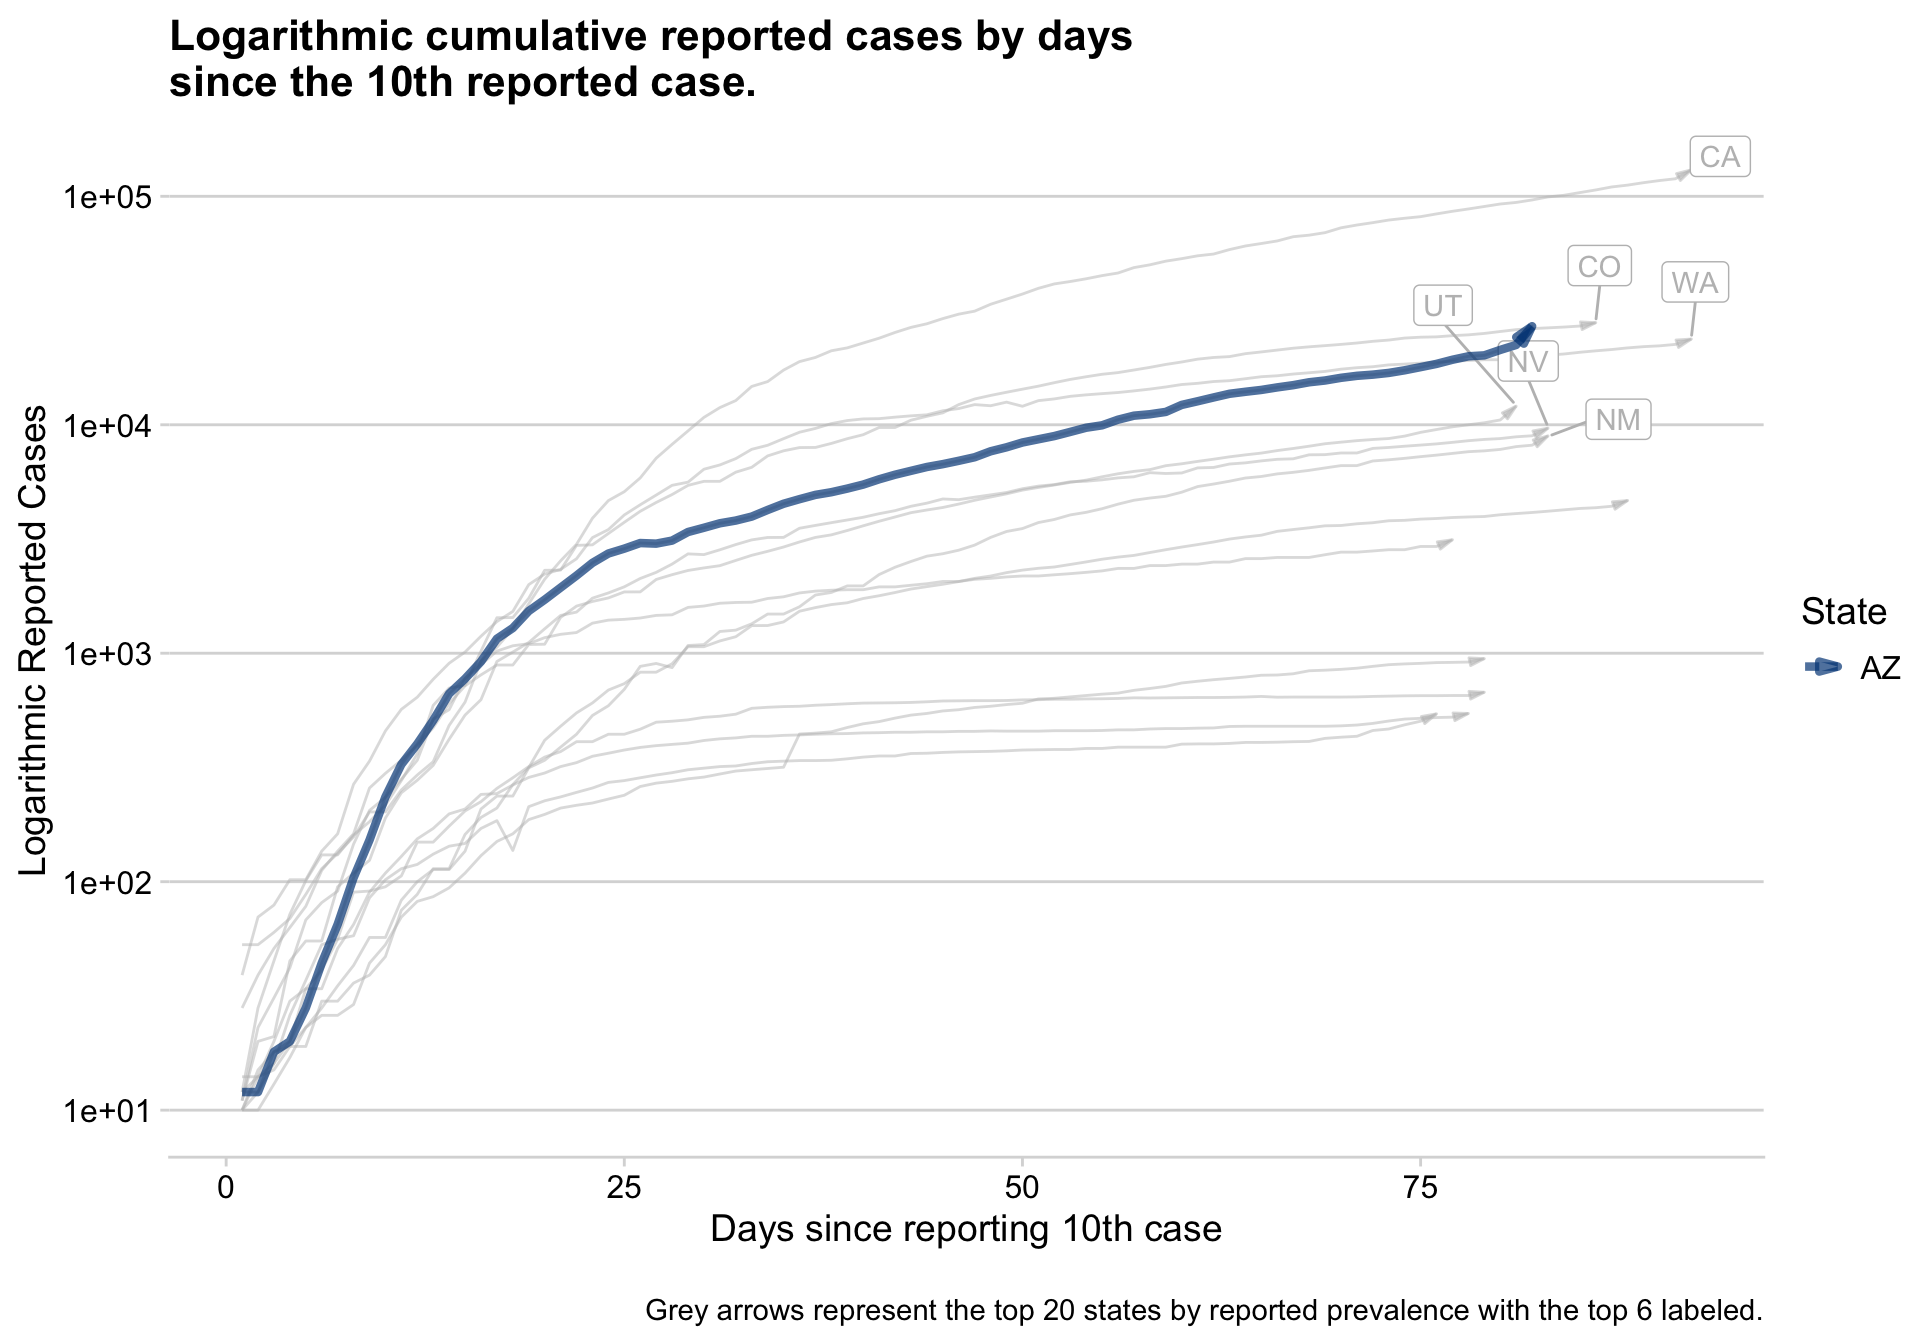 Logarithmic cumulative reported cases by days
since the 10th reported case.
CA
1e+05
CO
WA
UT
NV
1e+04
NM
Logarithmic Reported Cases
State
1e+03
AZ
1e+02
1e+01
0
25
50
75
Days since reporting 10th case
Grey arrows represent the top 20 states by reported prevalence with the top 6 labeled.